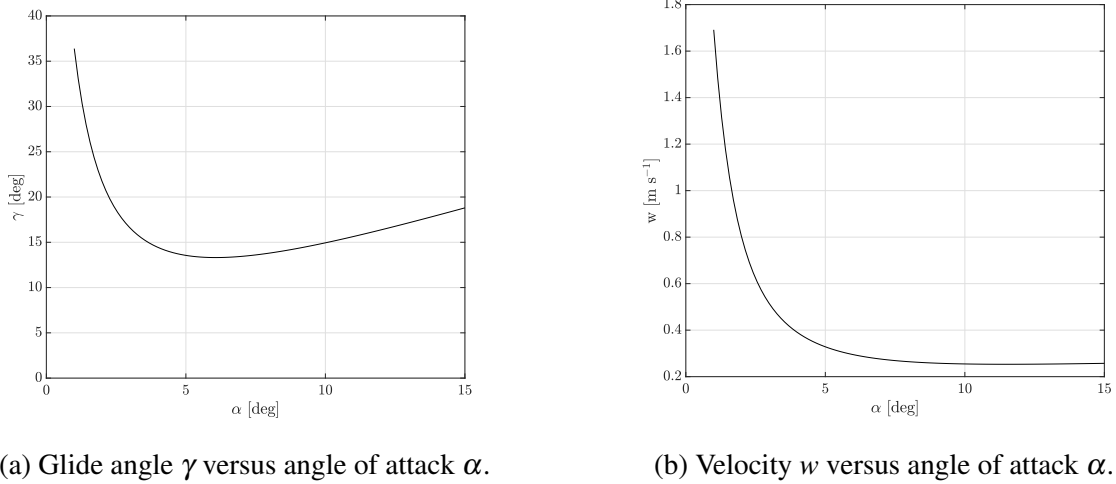 40
35
30
25
20
15
10
5
0
γ [deg]
0 5 10 15
α [deg]
1.8
1.6
1.4
1.2
1
0.8
0.6
0.4
0.2
w [m s⁻¹]
0 5 10 15
α [deg]
(a) Glide angle γ versus angle of attack α.
(b) Velocity w versus angle of attack α.